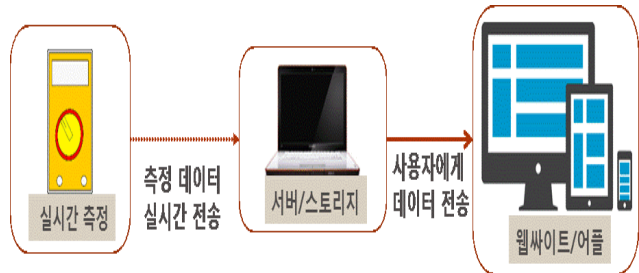 실시간 측정
측정 데이터
실시간 전송
서버/스토리지
사용자에게
데이터 전송
웹싸이트/어플